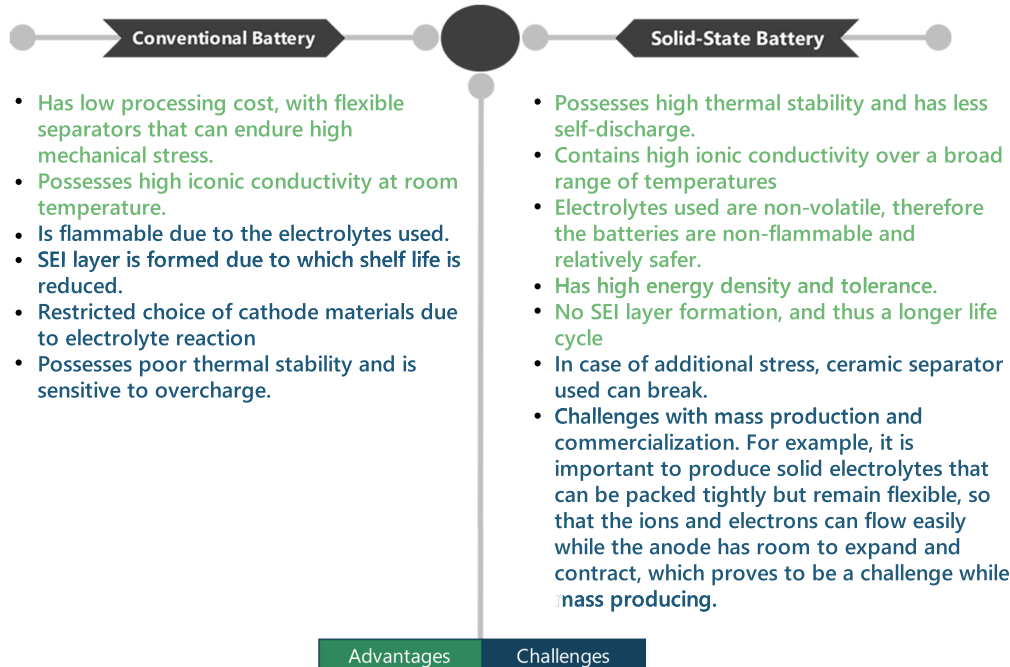 Conventional Battery
Solid-State Battery
• Has low processing cost, with flexible
separators that can endure high
mechanical stress.
• Possesses high iconic conductivity at room
temperature.
• Is flammable due to the electrolytes used.
• SEI layer is formed due to which shelf life is
reduced.
• Restricted choice of cathode materials due
to electrolyte reaction
• Possesses poor thermal stability and is
sensitive to overcharge.
• Possesses high thermal stability and has less
self-discharge.
• Contains high ionic conductivity over a broad
range of temperatures
• Electrolytes used are non-volatile, therefore
the batteries are non-flammable and
relatively safer.
• Has high energy density and tolerance.
• No SEI layer formation, and thus a longer life
cycle
• In case of additional stress, ceramic separator
used can break.
• Challenges with mass production and
commercialization. For example, it is
important to produce solid electrolytes that
can be packed tightly but remain flexible, so
that the ions and electrons can flow easily
while the anode has room to expand and
contract, which proves to be a challenge while
mass producing.
Advantages
Challenges